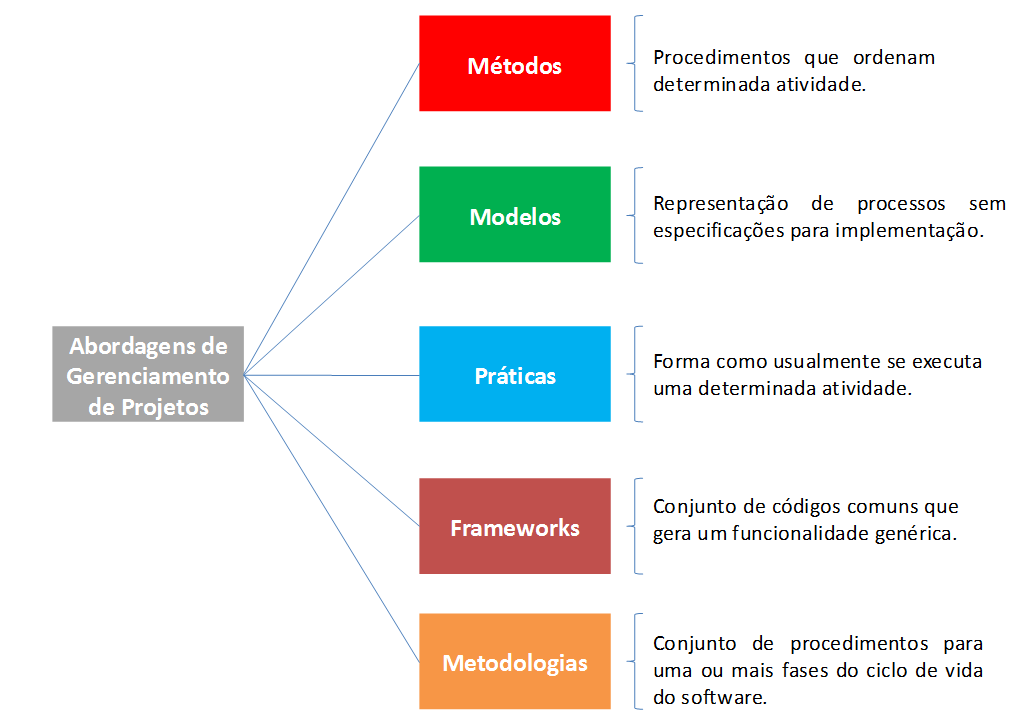 Métodos
Procedimentos que ordenam
determinada atividade.
Modelos
Representação de processos sem
especificações para implementação.
Abordagens de
Gerenciamento
de Projetos
Práticas
Forma como usualmente se executa
uma determinada atividade.
Frameworks
Conjunto de códigos comuns que
gera um funcionalidade genérica.
Metodologias
Conjunto de procedimentos para
uma ou mais fases do ciclo de vida
do software.